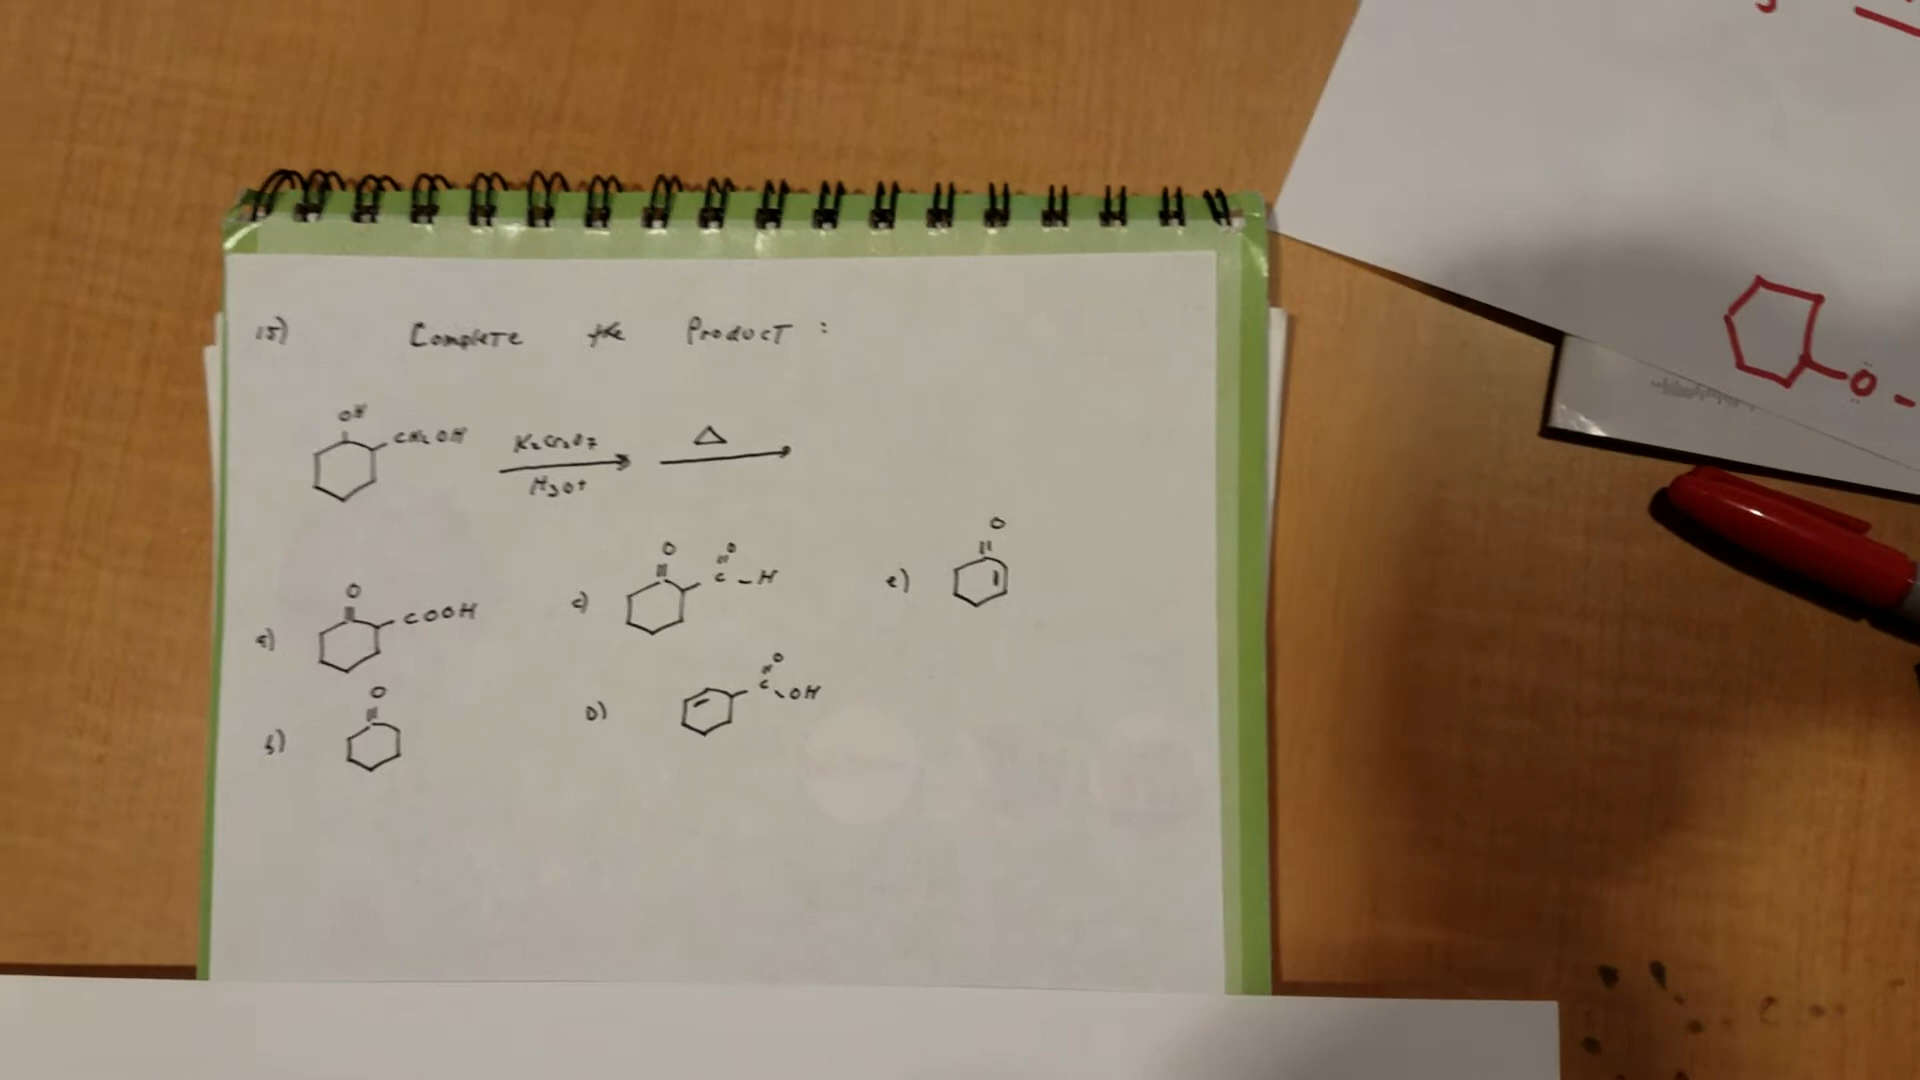 15) Complete the Product :
OH
CH2OH K2Cr2O7 Δ
H3O+
a) O COOH
b) O
c) O O C-H
D) O C OH
e) O
O -